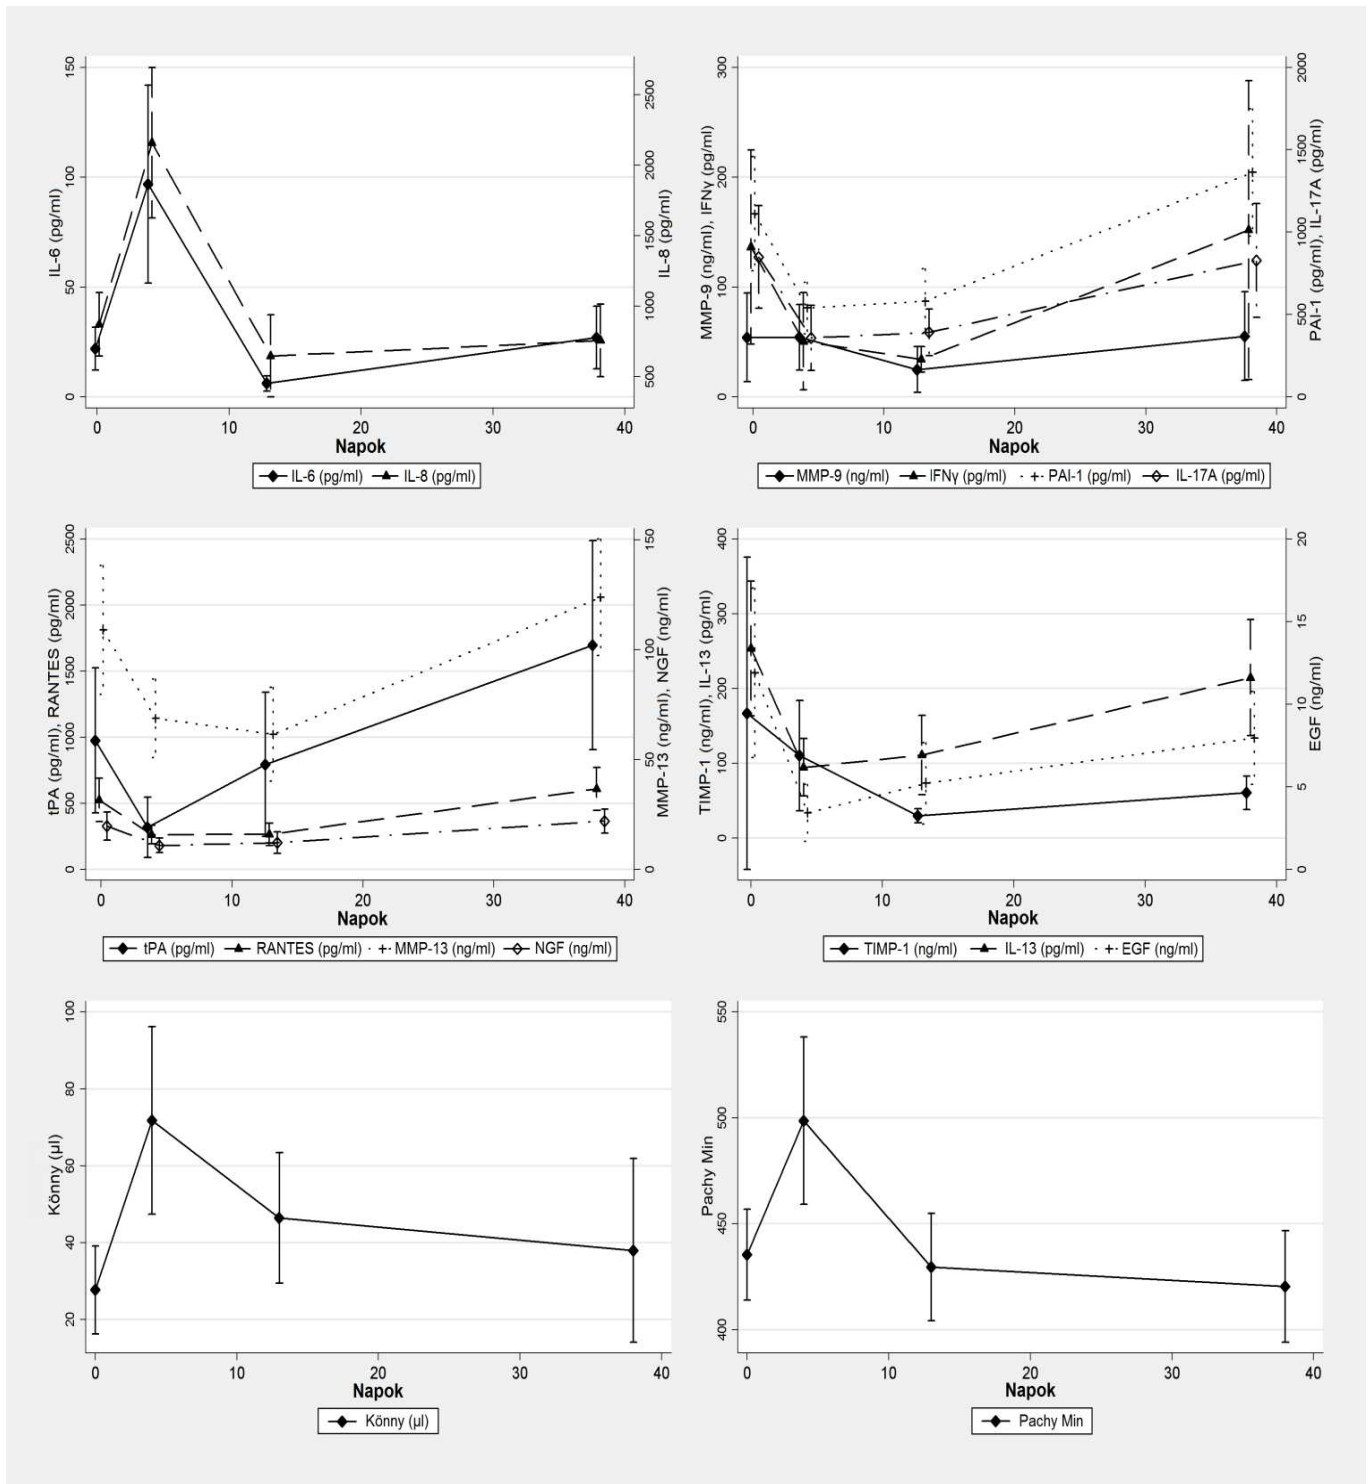 150
100
50
0
IL-6 (pg/ml)
2500
2000
1500
1000
500
IL-8 (pg/ml)
0 10 20 30 40
Napok
IL-6 (pg/ml) IL-8 (pg/ml)
300
200
100
0
MMP-9 (ng/ml), IFNγ (pg/ml)
2000
1500
1000
500
0
PAI-1 (pg/ml), IL-17A (pg/ml)
0 10 20 30 40
Napok
MMP-9 (ng/ml) IFNγ (pg/ml) PAI-1 (pg/ml) IL-17A (pg/ml)
2500
2000
1500
1000
500
0
tPA (pg/ml), RANTES (pg/ml)
150
100
50
0
MMP-13 (ng/ml), NGF (ng/ml)
0 10 20 30 40
Napok
tPA (pg/ml) RANTES (pg/ml) MMP-13 (ng/ml) NGF (ng/ml)
400
300
200
100
0
TIMP-1 (ng/ml), IL-13 (pg/ml)
20
15
10
5
0
EGF (ng/ml)
0 10 20 30 40
Napok
TIMP-1 (ng/ml) IL-13 (pg/ml) EGF (ng/ml)
100
80
60
40
20
Könny (µl)
0 10 20 30 40
Napok
Könny (µl)
550
500
450
400
Pachy Min
0 10 20 30 40
Napok
Pachy Min